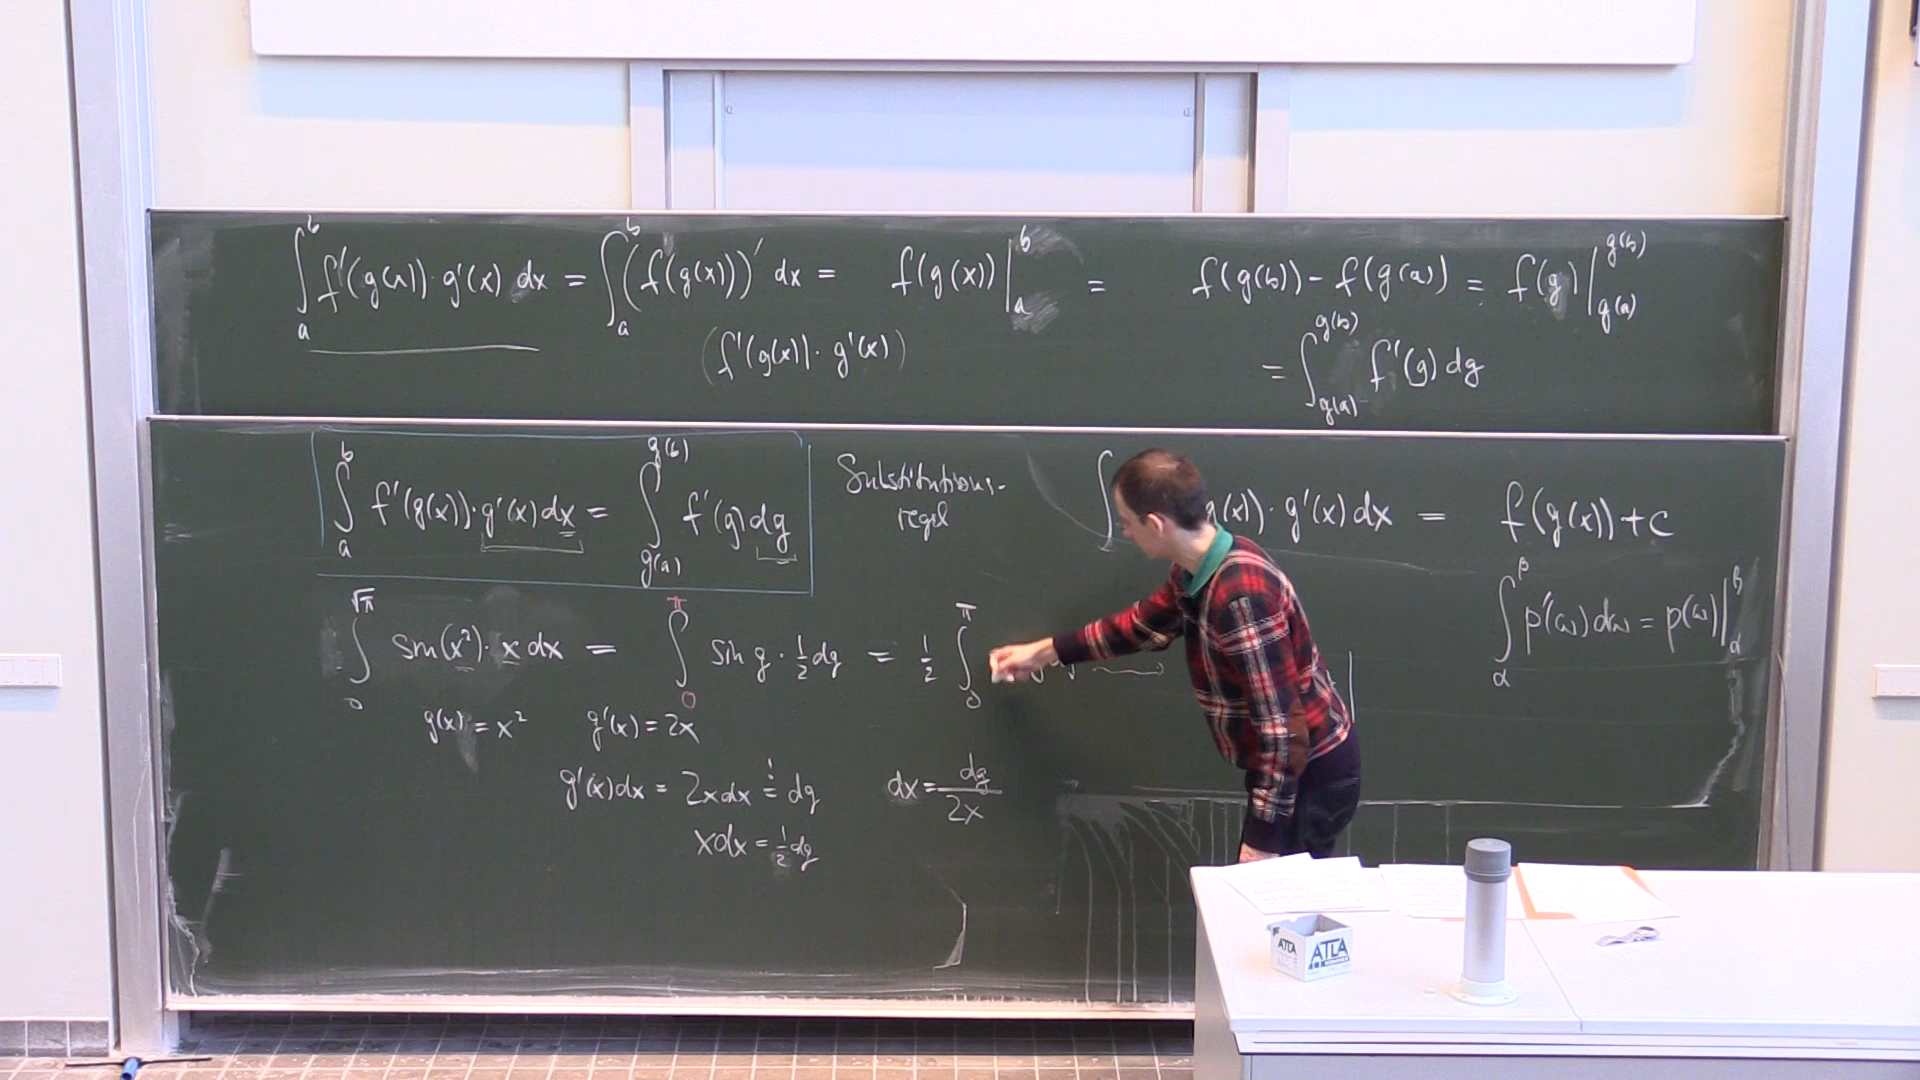 ∫_a^b f'(g(x))·g'(x) dx = ∫_a^b (f(g(x)))' dx = f(g(x))|_a^b = f(g(b)) - f(g(a)) = f(g)|_{g(a)}^{g(b)}
(f'(g(x))·g'(x))
= ∫_{g(a)}^{g(b)} f'(g) dg
∫_a^b f'(g(x))·g'(x) dx = ∫_{g(a)}^{g(b)} f'(g) dg
Substitutions-
regel
∫ g(x))·g'(x) dx = f(g(x)) + c
∫_α^β p'(ω) dω = p(ω)|_α^β
∫_0^{√π} sin(x²)·x dx = ∫_0^π sin g · ½ dg = ½ ∫_0^π
g(x) = x² g'(x) = 2x
g'(x) dx = 2x dx =! dg dx = dg/2x
x dx = ½ dg
ATLA
ATLA